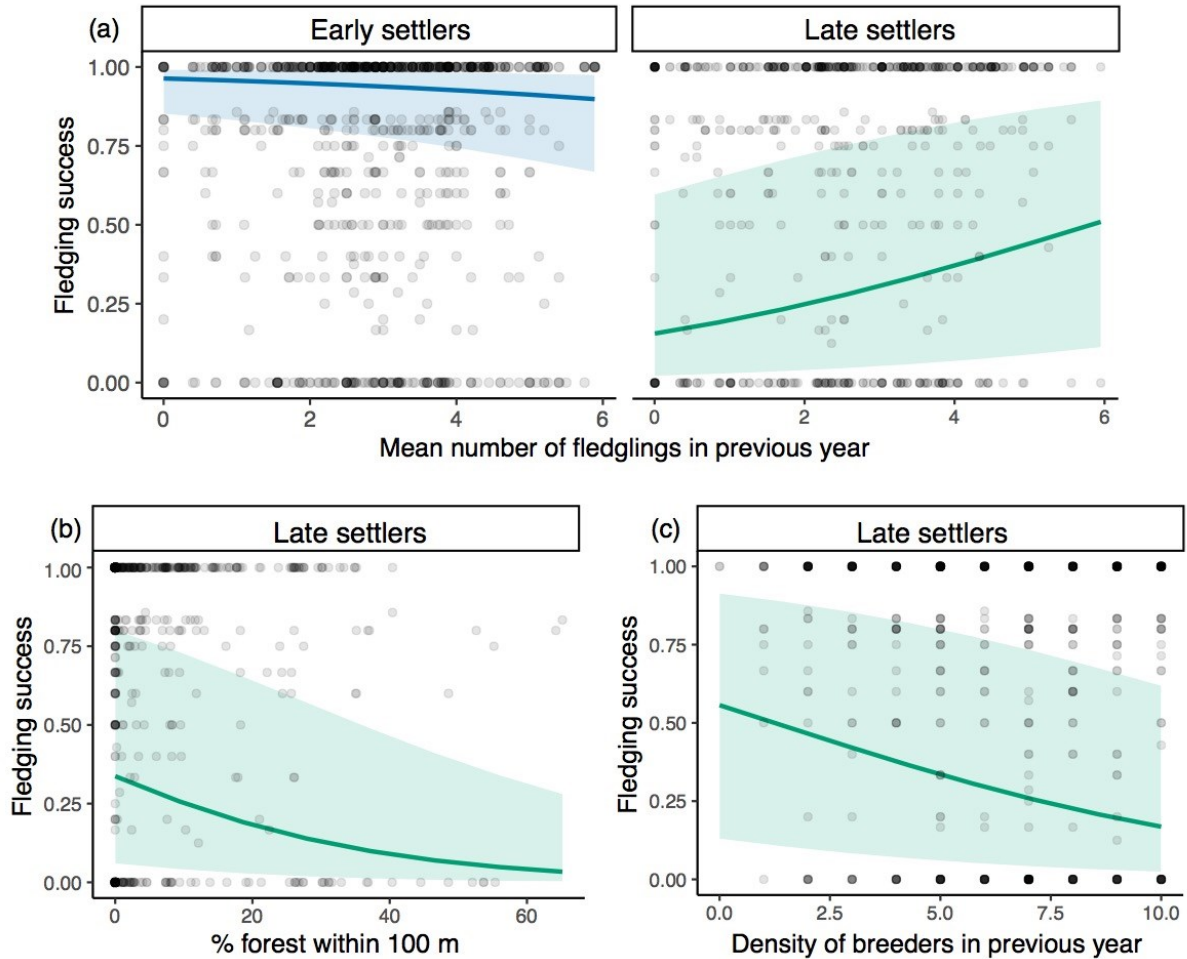 (a)
Early settlers
Late settlers
Fledging success
1.00
0.75
0.50
0.25
0.00
0 2 4 6
0 2 4 6
Mean number of fledglings in previous year
(b)
Late settlers
Fledging success
1.00
0.75
0.50
0.25
0.00
0 20 40 60
% forest within 100 m
(c)
Late settlers
Fledging success
1.00
0.75
0.50
0.25
0.00
0.0 2.5 5.0 7.5 10.0
Density of breeders in previous year